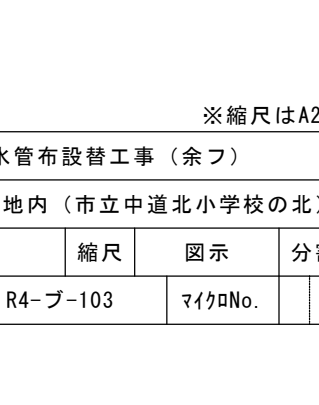 ※縮尺はA2
水管布設替工事（余フ）
地内（市立中道北小学校の北）
縮尺 図示 分
R4-ブ-103 ﾏｲｸﾛNo.